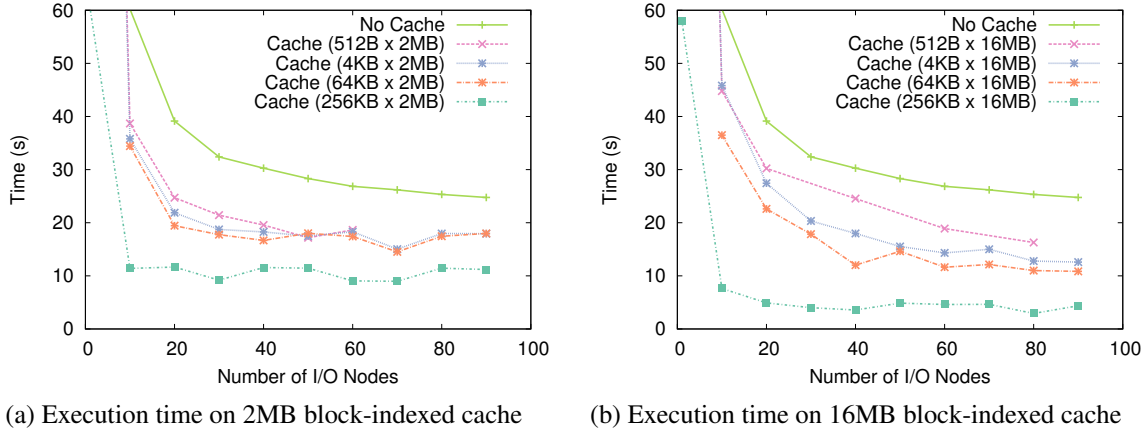 No Cache
Cache (512B x 2MB)
Cache (4KB x 2MB)
Cache (64KB x 2MB)
Cache (256KB x 2MB)
60
50
40
30
20
10
0
Time (s)
0 20 40 60 80 100
Number of I/O Nodes
(a) Execution time on 2MB block-indexed cache
No Cache
Cache (512B x 16MB)
Cache (4KB x 16MB)
Cache (64KB x 16MB)
Cache (256KB x 16MB)
60
50
40
30
20
10
0
Time (s)
0 20 40 60 80 100
Number of I/O Nodes
(b) Execution time on 16MB block-indexed cache